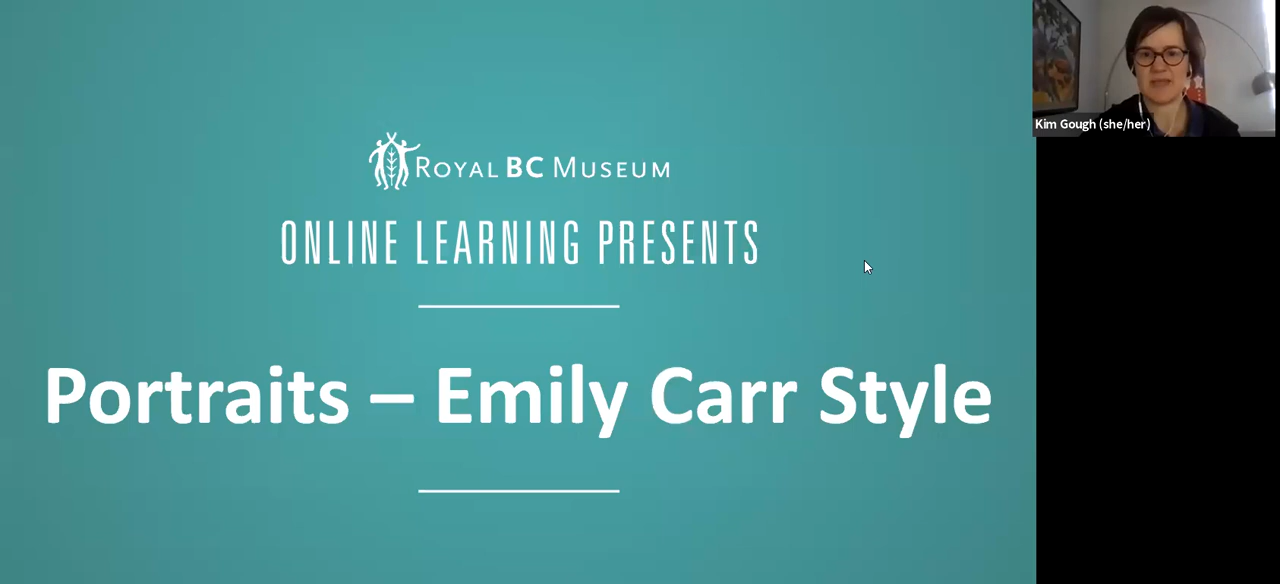 ROYAL BC MUSEUM
ONLINE LEARNING PRESENTS
Portraits – Emily Carr Style
Kim Gough (she/her)